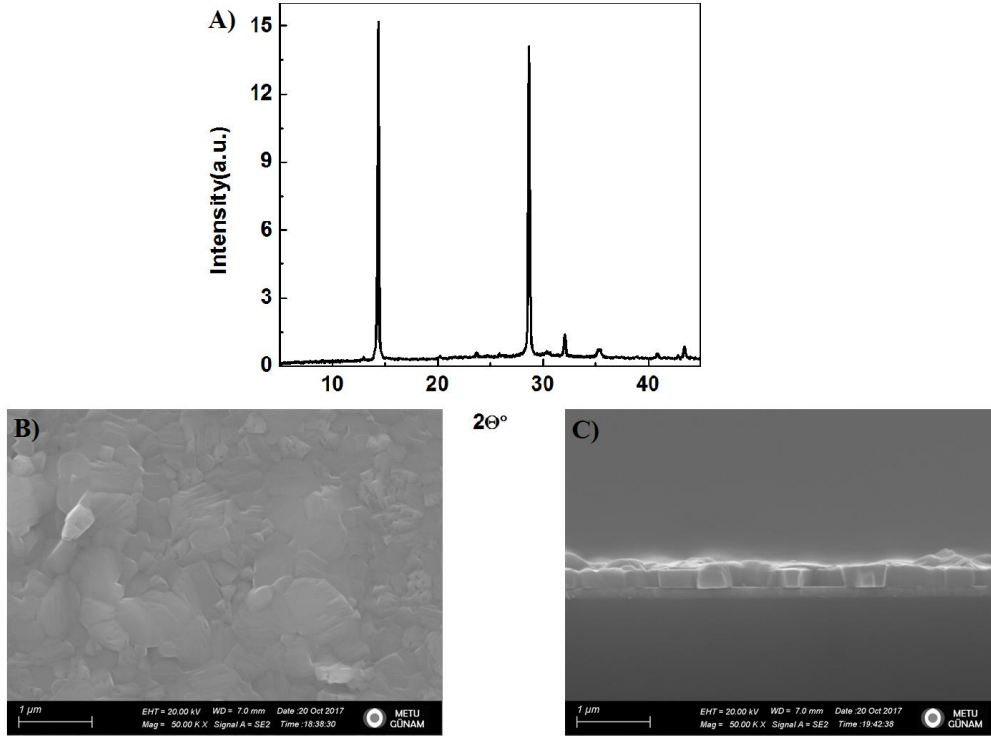 A)
15
12
9
6
3
0
Intensity(a.u.)
10 20 30 40
2Θ°
B)
C)
1 µm
EHT = 20.00 kV WD = 7.0 mm Date :20 Oct 2017
Mag = 50.00 K X Signal A = SE2 Time :18:38:30
METU
GÜNAM
1 µm
EHT = 20.00 kV WD = 7.0 mm Date :20 Oct 2017
Mag = 50.00 K X Signal A = SE2 Time :19:42:38
METU
GÜNAM